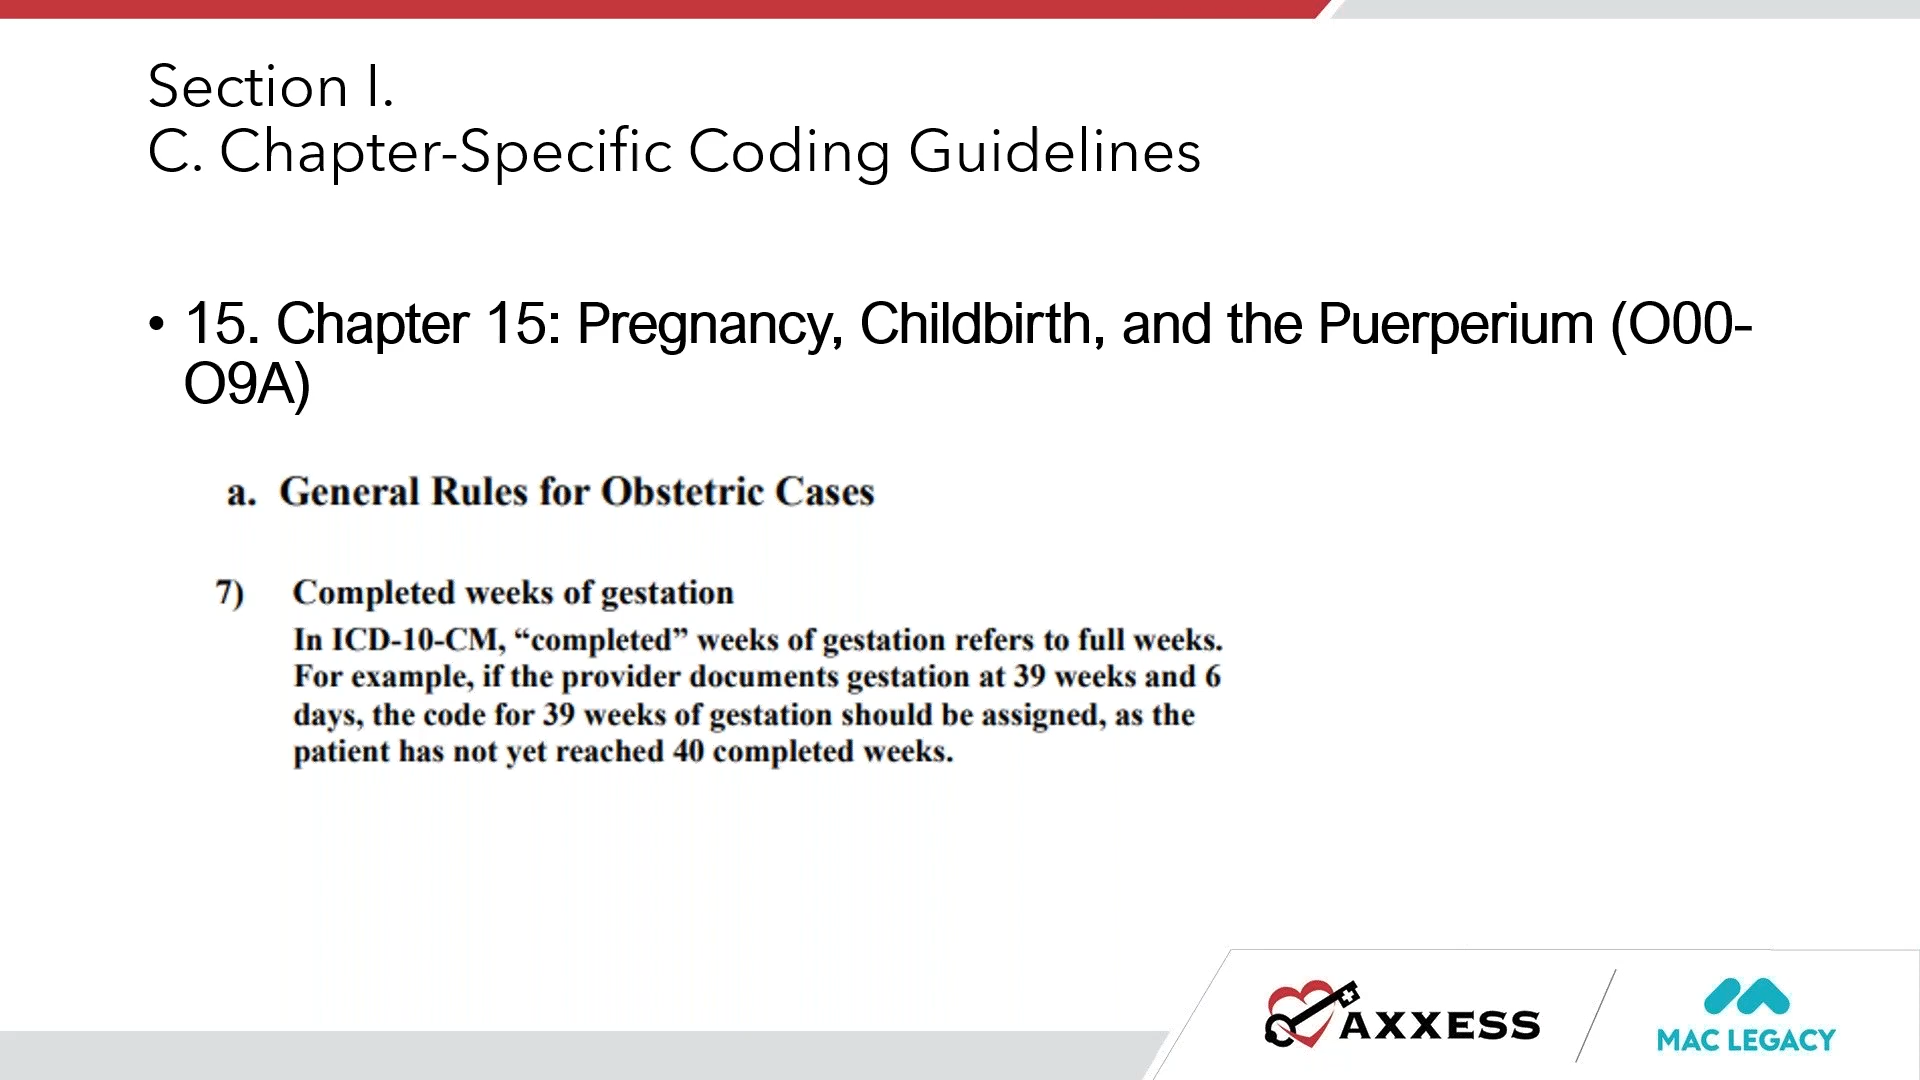 Section I.
C. Chapter-Specific Coding Guidelines
• 15. Chapter 15: Pregnancy, Childbirth, and the Puerperium (O00-
O9A)
a. General Rules for Obstetric Cases
7) Completed weeks of gestation
In ICD-10-CM, “completed” weeks of gestation refers to full weeks.
For example, if the provider documents gestation at 39 weeks and 6
days, the code for 39 weeks of gestation should be assigned, as the
patient has not yet reached 40 completed weeks.
AXXESS
MAC LEGACY